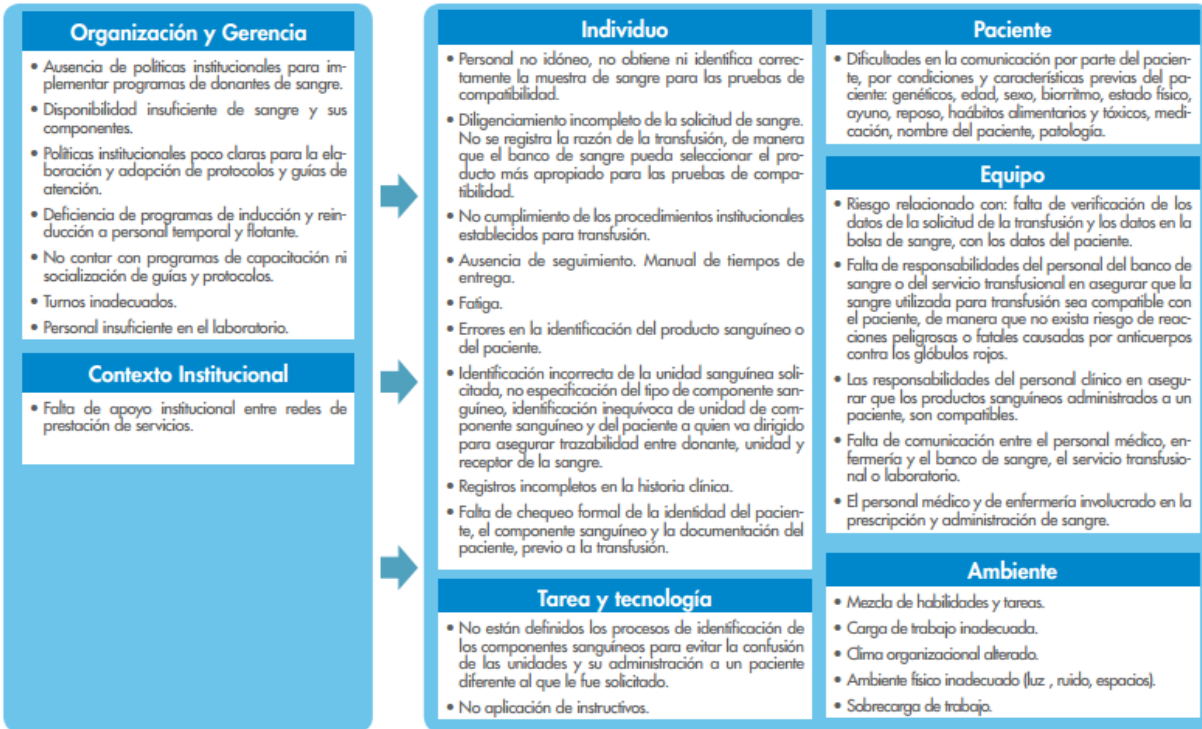 Organización y Gerencia
• Ausencia de políticas institucionales para im-
plementar programas de donantes de sangre.
• Disponibilidad insuficiente de sangre y sus
componentes.
• Políticas institucionales poco claras para la ela-
boración y adopción de protocolos y guías de
atención.
• Deficiencia de programas de inducción y rein-
ducción a personal temporal y flotante.
• No contar con programas de capacitación ni
socialización de guías y protocolos.
• Turnos inadecuados.
• Personal insuficiente en el laboratorio.
Contexto Institucional
• Falta de apoyo institucional entre redes de
prestación de servicios.
Individuo
• Personal no idóneo, no obtiene ni identifica correc-
tamente la muestra de sangre para las pruebas de
compatibilidad.
• Diligenciamiento incompleto de la solicitud de sangre.
No se registra la razón de la transfusión, de manera
que el banco de sangre pueda seleccionar el pro-
ducto más apropiado para las pruebas de compa-
tibilidad.
• No cumplimiento de los procedimientos institucionales
establecidos para transfusión.
• Ausencia de seguimiento. Manual de tiempos de
entrega.
• Fatiga.
• Errores en la identificación del producto sanguíneo o
del paciente.
• Identificación incorrecta de la unidad sanguínea soli-
citada, no especificación del tipo de componente san-
guíneo, identificación inequívoca de unidad de com-
ponente sanguíneo y del paciente a quien va dirigido
para asegurar trazabilidad entre donante, unidad y
receptor de la sangre.
• Registros incompletos en la historia clínica.
• Falta de chequeo formal de la identidad del pacien-
te, el componente sanguíneo y la documentación del
paciente, previo a la transfusión.
Tarea y tecnología
• No están definidos los procesos de identificación de
los componentes sanguíneos para evitar la confusión
de las unidades y su administración a un paciente
diferente al que le fue solicitado.
• No aplicación de instructivos.
Paciente
• Dificultades en la comunicación por parte del pacien-
te, por condiciones y características previas del pa-
ciente: genéticos, edad, sexo, biorritmo, estado físico,
ayuno, reposo, haábitos alimentarios y tóxicos, medi-
cación, nombre del paciente, patología.
Equipo
• Riesgo relacionado con: falta de verificación de los
datos de la solicitud de la transfusión y los datos en la
bolsa de sangre, con los datos del paciente.
• Falta de responsabilidades del personal del banco de
sangre o del servicio transfusional en asegurar que la
sangre utilizada para transfusión sea compatible con
el paciente, de manera que no exista riesgo de reac-
ciones peligrosas o fatales causadas por anticuerpos
contra los glóbulos rojos.
• Las responsabilidades del personal clínico en asegu-
rar que los productos sanguíneos administrados a un
paciente, son compatibles.
• Falta de comunicación entre el personal médico, en-
fermería y el banco de sangre, el servicio transfusio-
nal o laboratorio.
• El personal médico y de enfermería involucrado en la
prescripción y administración de sangre.
Ambiente
• Mezcla de habilidades y tareas.
• Carga de trabajo inadecuada.
• Clima organizacional alterado.
• Ambiente físico inadecuado (luz , ruido, espacios).
• Sobrecarga de trabajo.